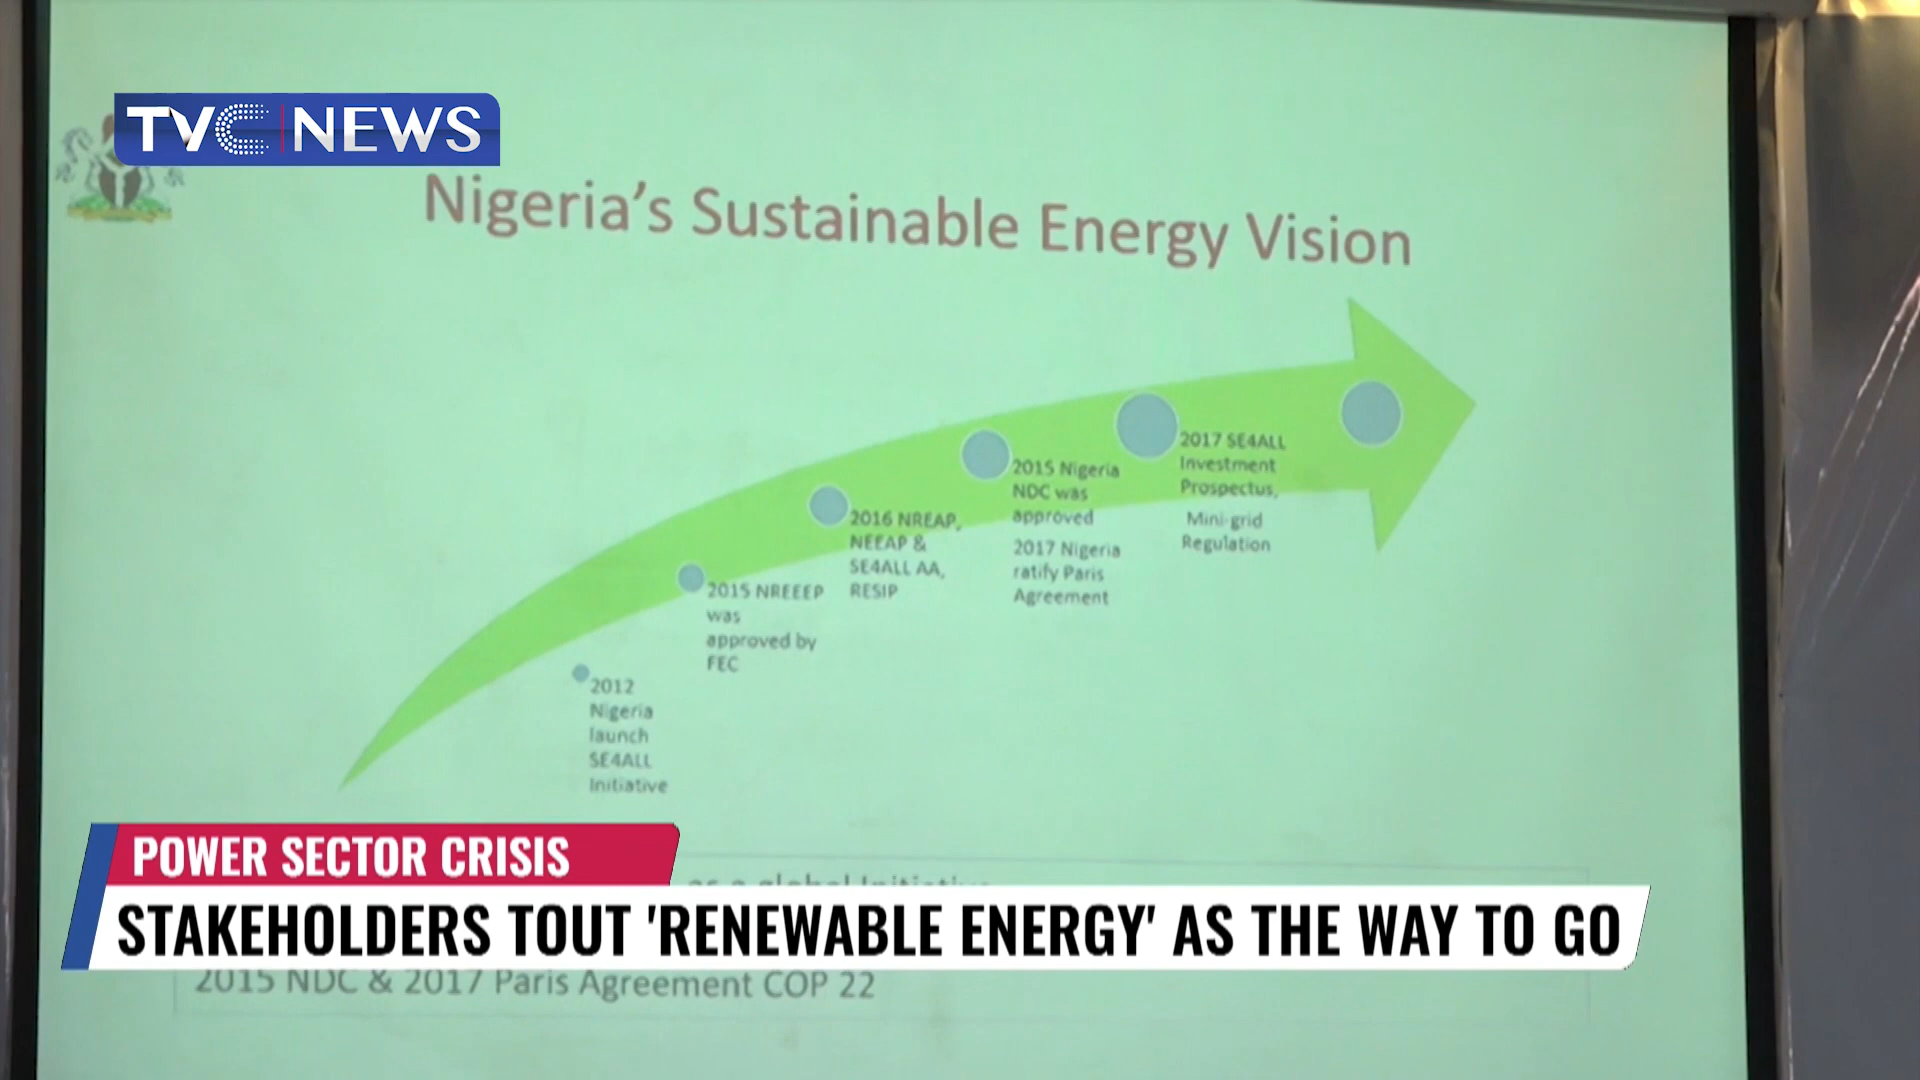 TVC NEWS
Nigeria's Sustainable Energy Vision
2012
Nigeria
launch
SE4ALL
Initiative
2015 NREEEP
was
approved by
FEC
2016 NREAP,
NEEAP &
SE4ALL AA,
RESIP
2015 Nigeria
NDC was
approved
2017 Nigeria
ratify Paris
Agreement
2017 SE4ALL
Investment
Prospectus,
Mini-grid
Regulation
POWER SECTOR CRISIS
as a global Initiative
STAKEHOLDERS TOUT 'RENEWABLE ENERGY' AS THE WAY TO GO
2015 NDC & 2017 Paris Agreement COP 22